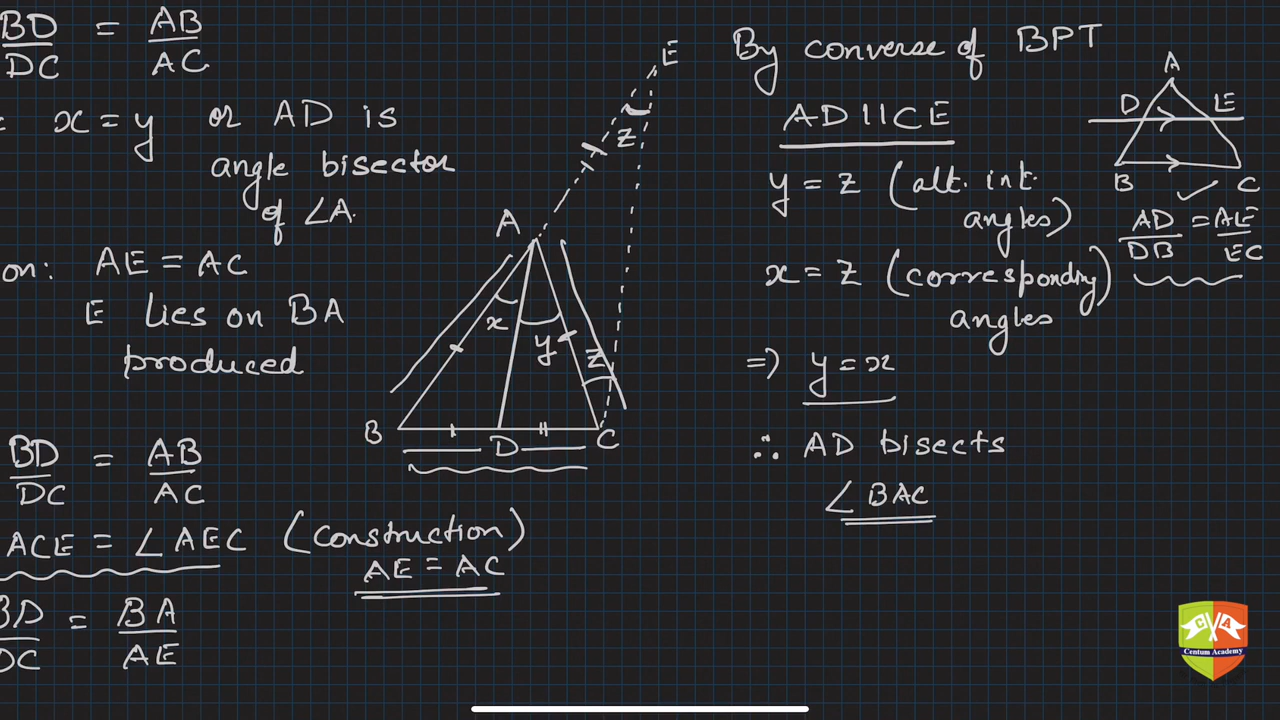 BD/DC = AB/AC
x = y or AD is
angle bisector
of ∠A.
on: AE = AC
E lies on BA
produced
BD/DC = AB/AC
ACE = ∠AEC (construction)
AE = AC
BD/DC = BA/AE
E
z
A
x
y
z
B
D
C
By converse of BPT
AD||CE
y = z (alt. int.
angles)
x = z (corresponding
angles
=> y = x
∴ AD bisects
∠BAC
A
D
E
B
C
AD/DB = AE/EC
C A
Centum Academy